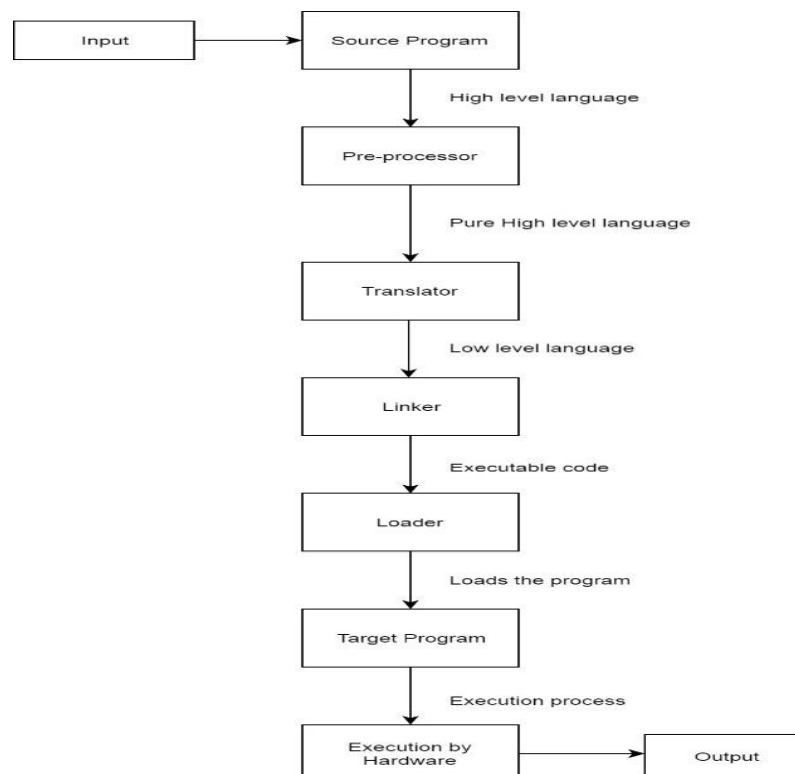 Input
Source Program
High level language
Pre-processor
Pure High level language
Translator
Low level language
Linker
Executable code
Loader
Loads the program
Target Program
Execution process
Execution by
Hardware
Output